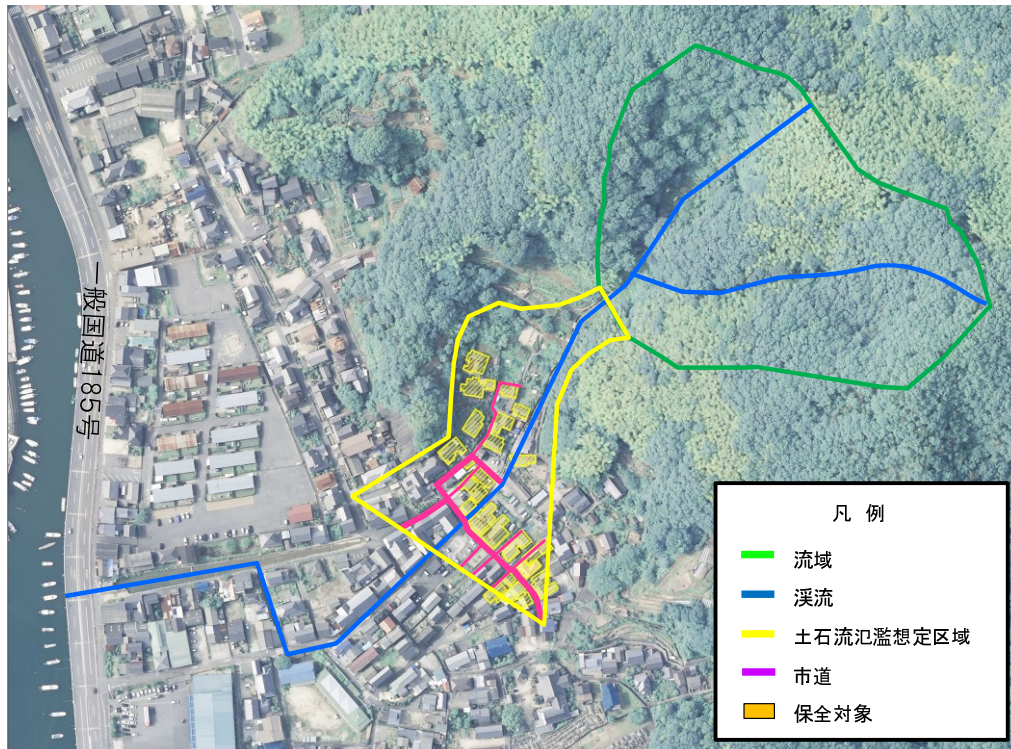 一般国道185号
凡 例
流域
渓流
土石流氾濫想定区域
市道
保全対象